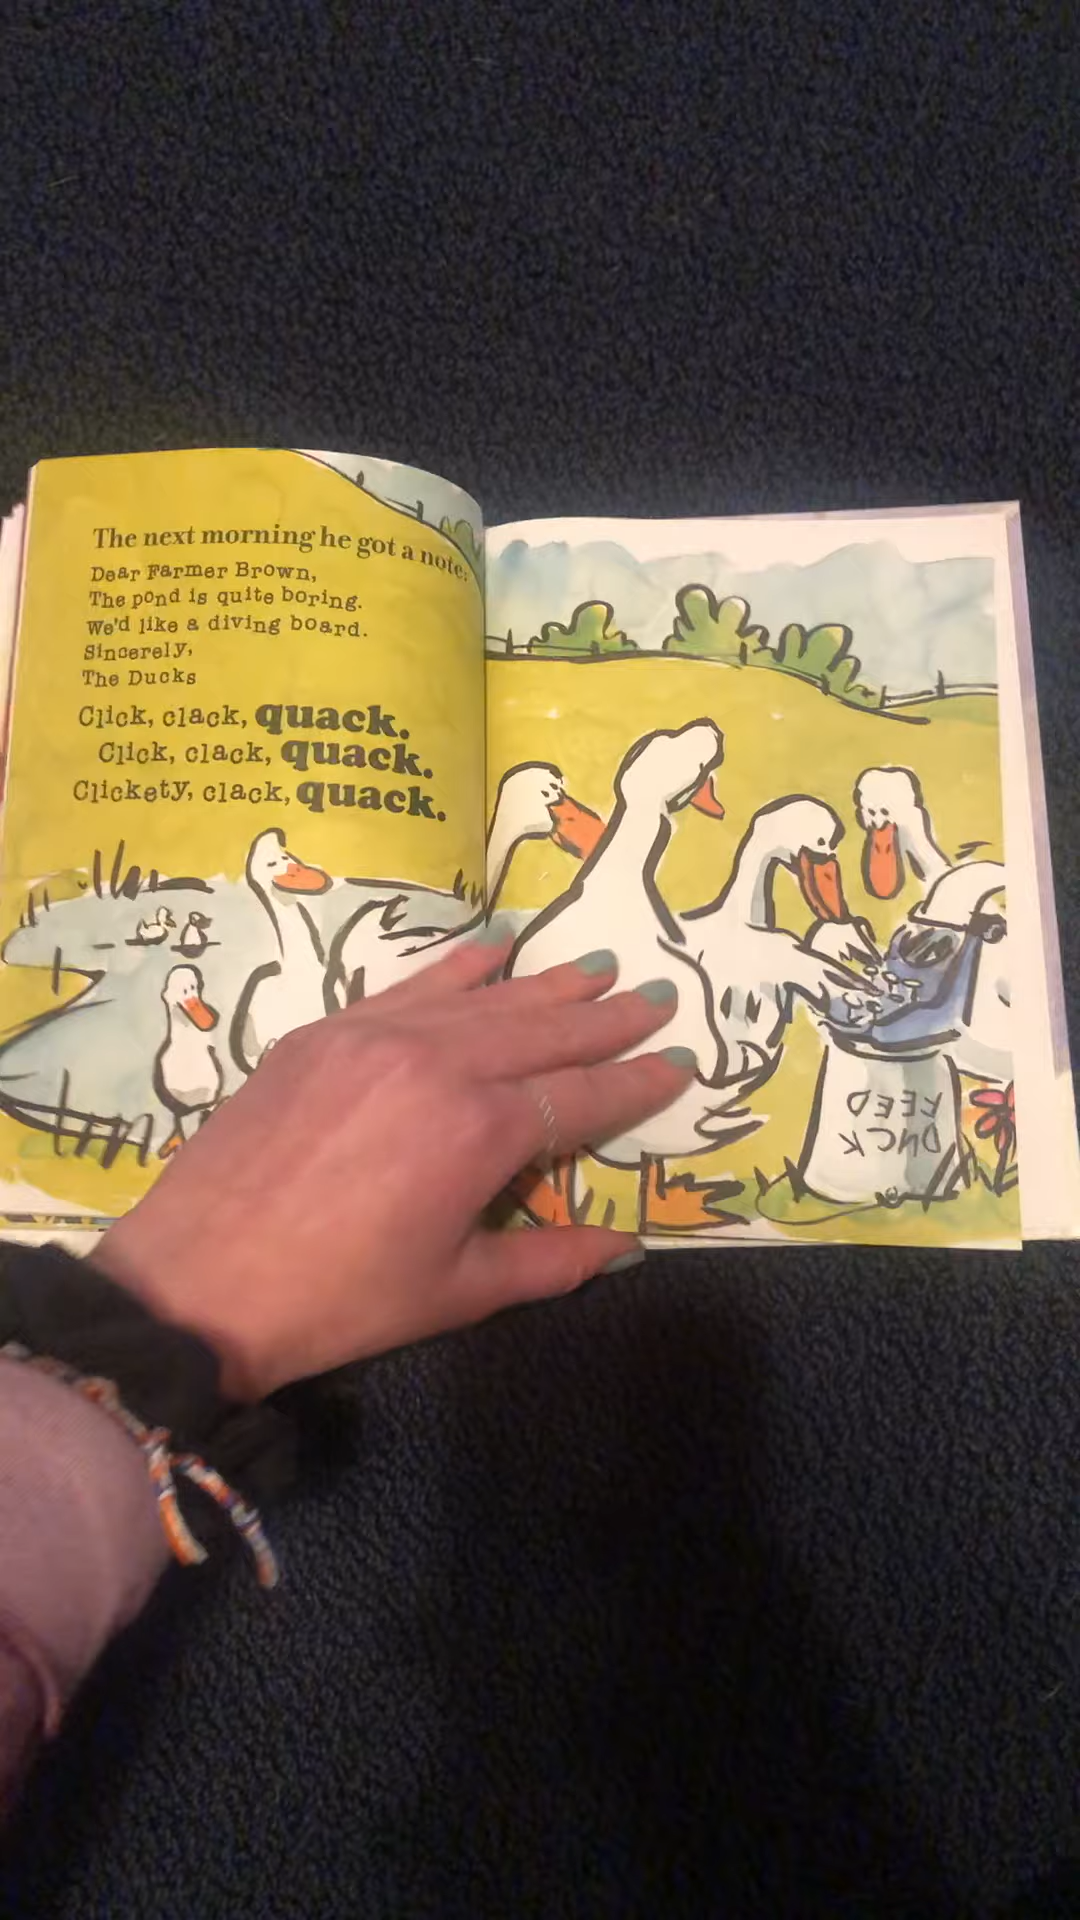 The next morning he got a note:
Dear Farmer Brown,
The pond is quite boring.
We'd like a diving board.
Sincerely,
The Ducks
Click, clack, quack.
Click, clack, quack.
Clickety, clack, quack.
DUCK
FEED